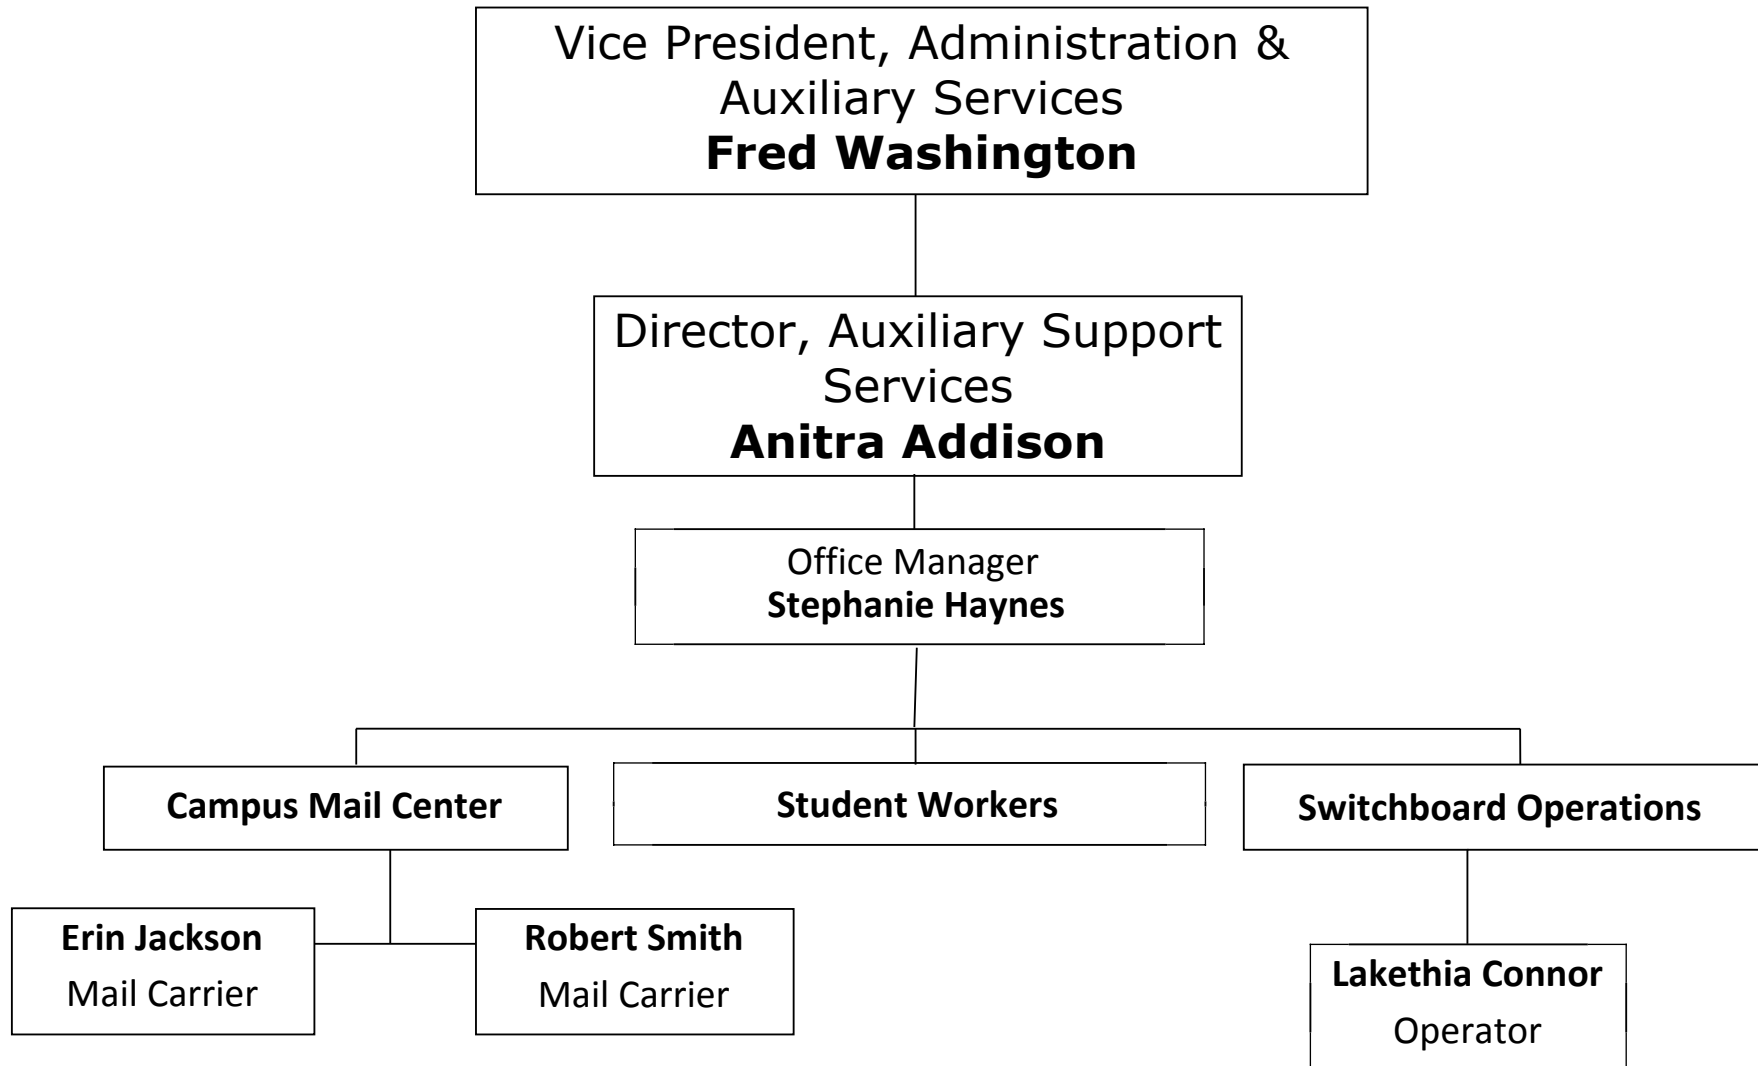 Vice President, Administration &
Auxiliary Services
Fred Washington
Director, Auxiliary Support
Services
Anitra Addison
Office Manager
Stephanie Haynes
Campus Mail Center
Student Workers
Switchboard Operations
Erin Jackson
Mail Carrier
Robert Smith
Mail Carrier
Lakethia Connor
Operator